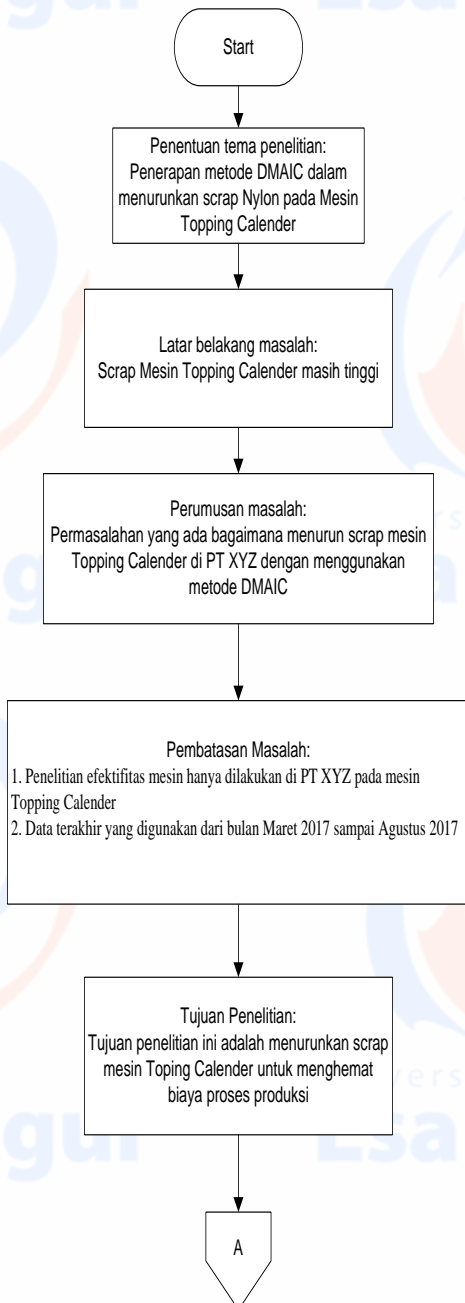 Start
Penentuan tema penelitian:
Penerapan metode DMAIC dalam
menurunkan scrap Nylon pada Mesin
Topping Calender
Latar belakang masalah:
Scrap Mesin Topping Calender masih tinggi
Perumusan masalah:
Permasalahan yang ada bagaimana menurun scrap mesin
Topping Calender di PT XYZ dengan menggunakan
metode DMAIC
Pembatasan Masalah:
1. Penelitian efektifitas mesin hanya dilakukan di PT XYZ pada mesin
Topping Calender
2. Data terakhir yang digunakan dari bulan Maret 2017 sampai Agustus 2017
Tujuan Penelitian:
Tujuan penelitian ini adalah menurunkan scrap
mesin Toping Calender untuk menghemat
biaya proses produksi
A